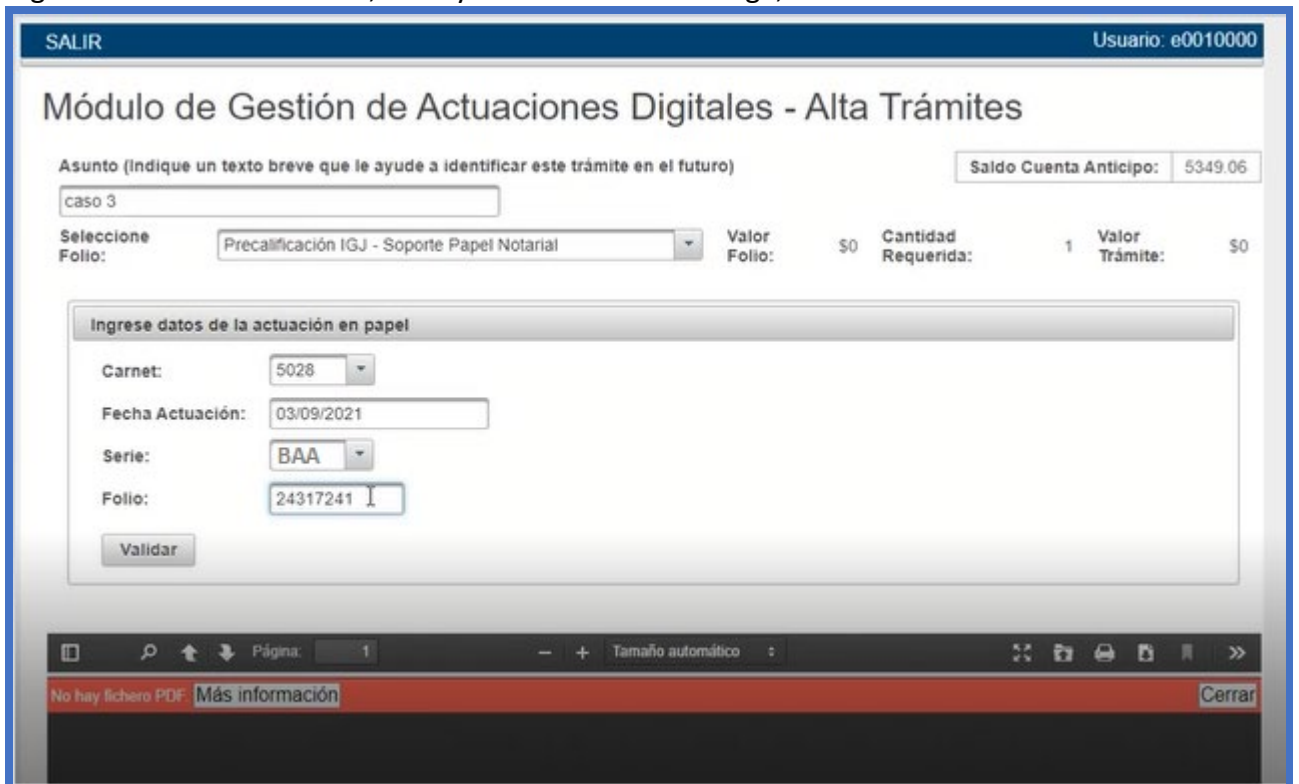 SALIR Usuario: e0010000
Módulo de Gestión de Actuaciones Digitales - Alta Trámites
Asunto (Indique un texto breve que le ayude a identificar este trámite en el futuro) Saldo Cuenta Anticipo: 5349.06
caso 3
Seleccione Folio: Precalificación IGJ - Soporte Papel Notarial Valor Folio: $0 Cantidad Requerida: 1 Valor Trámite: $0
Ingrese datos de la actuación en papel
Carnet: 5028
Fecha Actuación: 03/09/2021
Serie: BAA
Folio: 24317241
Validar
Página: 1 Tamaño automático
No hay fichero PDF. Más información Cerrar